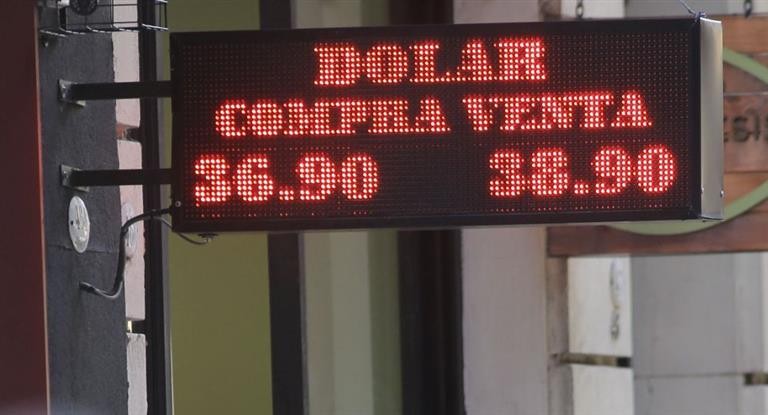 DOLAR
COMPRA VENTA
36.90 38.90